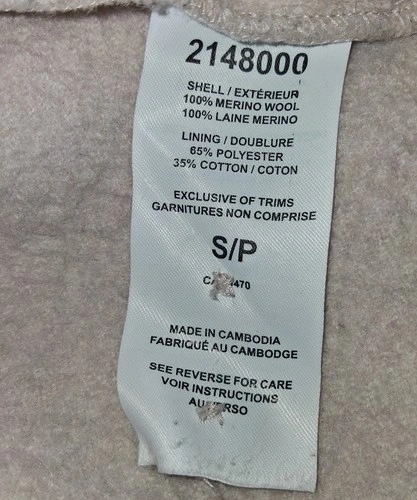 2148000
SHELL / EXTÉRIEUR
100% MERINO WOOL
100% LAINE MERINO
LINING / DOUBLURE
65% POLYESTER
35% COTTON / COTON
EXCLUSIVE OF TRIMS
GARNITURES NON COMPRISE
S/P
MADE IN CAMBODIA
FABRIQUÉ AU CAMBODGE
SEE REVERSE FOR CARE
VOIR INSTRUCTIONS